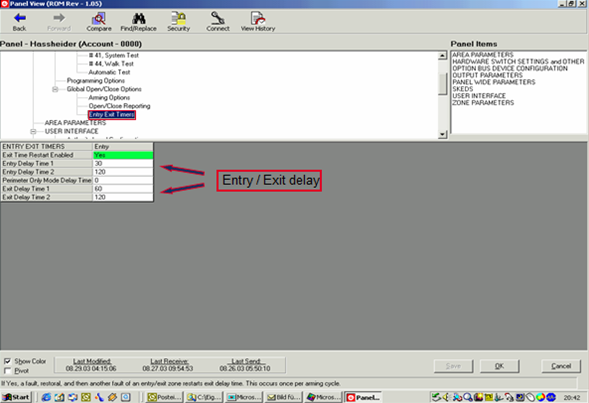 Panel View (ROM Rev - 1.05)
Back
Forward
Compare
Find/Replace
Security
Connect
View History
Panel - Hassheider (Account - 0000)
Panel Items
# 41, System Test
# 44, Walk Test
Automatic Test
Programming Options
Global Open/Close Options
Arming Options
Open/Close Reporting
Entry Exit Timers
AREA PARAMETERS
USER INTERFACE
AREA PARAMETERS
HARDWARE SWITCH SETTINGS and OTHER
OPTION BUS DEVICE CONFIGURATION
OUTPUT PARAMETERS
PANEL WIDE PARAMETERS
SKEDS
USER INTERFACE
ZONE PARAMETERS
ENTRY EXIT TIMERS Entry
Exit Time Restart Enabled Yes
Entry Delay Time 1 30
Entry Delay Time 2 120
Perimeter Only Mode Delay Time 0
Exit Delay Time 1 60
Exit Delay Time 2 120
Entry / Exit delay
Show Color
Pivot
Last Modified:
08.29.03 04:15:06
Last Receive:
08.27.03 09:54:53
Last Send:
08.26.03 05:50:10
Save
OK
Cancel
If Yes, a fault, restoral, and then another fault of an entry/exit zone restarts exit delay time. This occurs once per arming cycle.
Start
Postei...
C:\Eig...
Micros...
Bild fü...
Micros...
Panel...
20:42